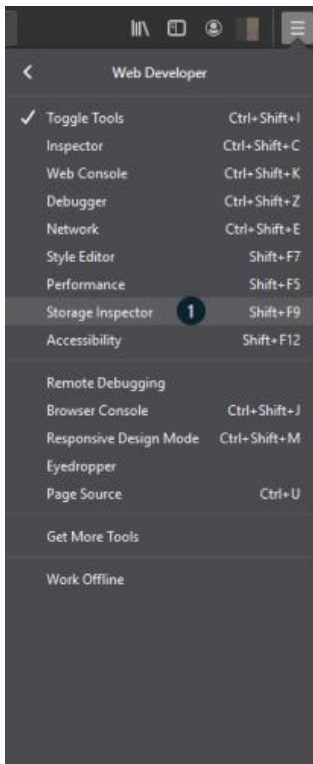 Web Developer
Toggle Tools Ctrl+Shift+I
Inspector Ctrl+Shift+C
Web Console Ctrl+Shift+K
Debugger Ctrl+Shift+Z
Network Ctrl+Shift+E
Style Editor Shift+F7
Performance Shift+F5
Storage Inspector 1 Shift+F9
Accessibility Shift+F12
Remote Debugging
Browser Console Ctrl+Shift+J
Responsive Design Mode Ctrl+Shift+M
Eyedropper
Page Source Ctrl+U
Get More Tools
Work Offline